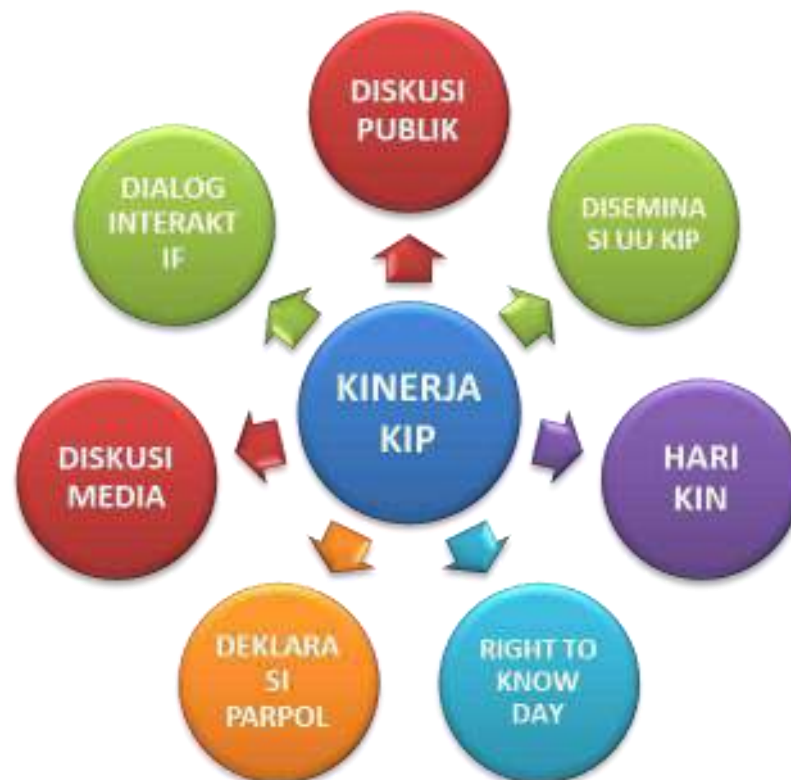 DISKUSI
PUBLIK
DISEMINA
SI UU KIP
HARI
KIN
RIGHT TO
KNOW
DAY
DEKLARA
SI
PARPOL
DISKUSI
MEDIA
DIALOG
INTERAKT
IF
KINERJA
KIP